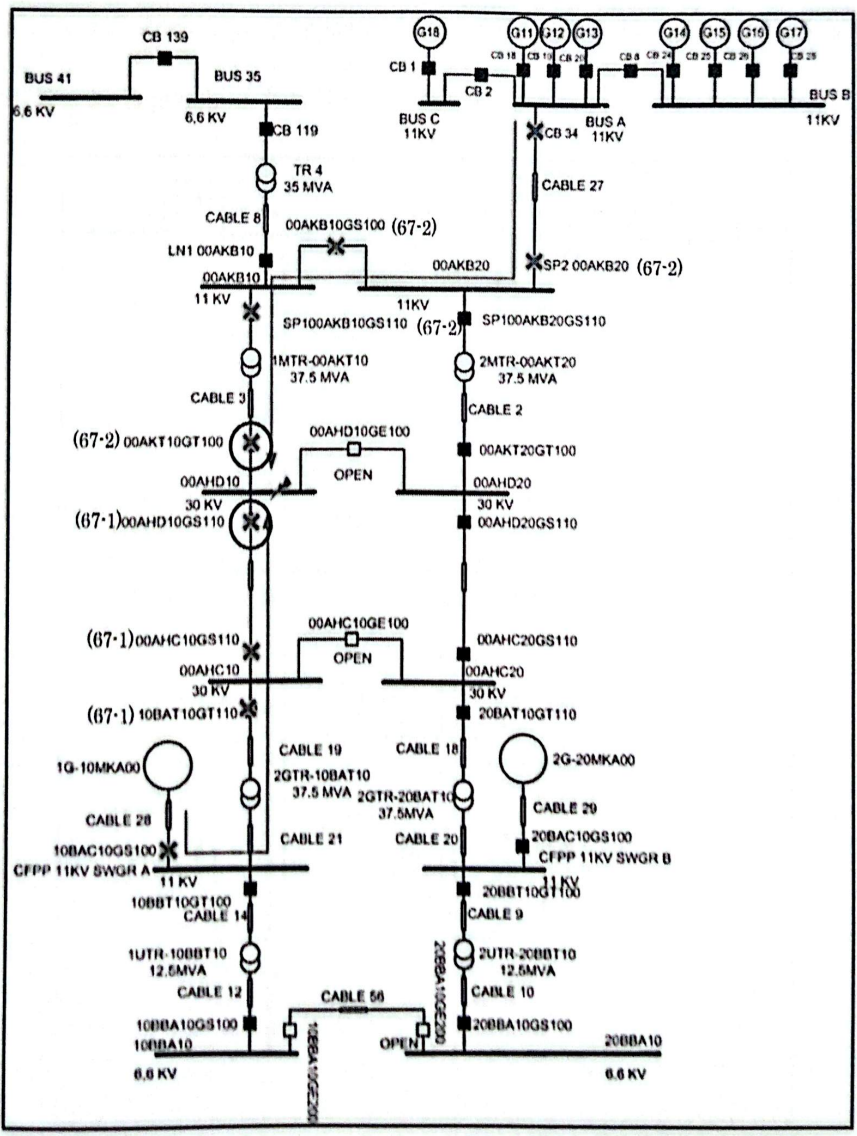 G18
G11
G12
G13
G14
G15
G16
G17
CB 139
CB 1
CB 2
CB 18
CB 19
CB 20
CB 8
CB 24
CB 25
CB 26
CB 28
BUS 41
BUS 35
6,6 KV
6,6 KV
BUS C
11KV
BUS A
11KV
BUS B
11KV
CB 119
CB 34
TR 4
35 MVA
CABLE 27
CABLE 8
00AKB10GS100 (67-2)
LN1 00AKB10
00AKB10
11 KV
00AKB20
11KV
SP2 00AKB20 (67-2)
SP100AKB10GS110 (67-2)
SP100AKB20GS110
1MTR-00AKT10
37.5 MVA
2MTR-00AKT20
37.5 MVA
CABLE 3
CABLE 2
(67-2) 00AKT10GT100
00AHD10GE100
OPEN
00AKT20GT100
00AHD10
30 KV
00AHD20
30 KV
(67-1) 00AHD10GS110
00AHD20GS110
(67-1) 00AHC10GS110
00AHC10GE100
OPEN
00AHC20GS110
00AHC10
30 KV
00AHC20
30 KV
(67-1) 10BAT10GT110
20BAT10GT110
CABLE 19
CABLE 18
1G-10MKA00
2G-20MKA00
2GTR-10BAT10
37.5 MVA
2GTR-20BAT10
37.5MVA
CABLE 28
CABLE 29
CABLE 21
CABLE 20
10BAC10GS100
20BAC10GS100
CFPP 11KV SWGR A
11 KV
CFPP 11KV SWGR B
11 KV
10BBT10GT100
20BBT10GT100
CABLE 14
CABLE 9
1UTR-10BBT10
12.5MVA
2UTR-20BBT10
12.5MVA
CABLE 12
CABLE 56
CABLE 10
20BBA10GE200
10BBA10GS100
20BBA10GS100
10BBA10
6,6 KV
10BBA10GE200
OPEN
20BBA10
6.6 KV